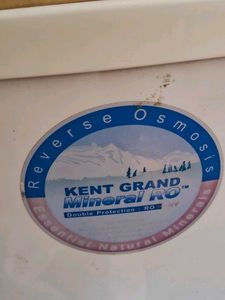 Reverse Osmosis
KENT GRAND
Mineral RO™
Double Protection : RO +
Essential Natural Minerals